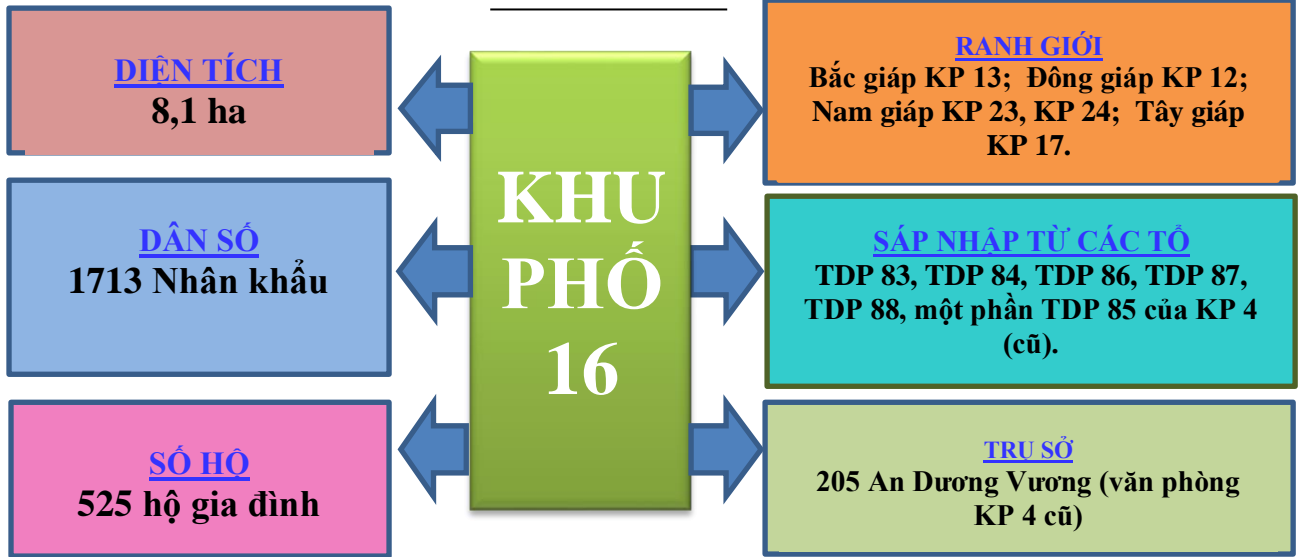 DIỆN TÍCH
8,1 ha
DÂN SỐ
1713 Nhân khẩu
SỐ HỘ
525 hộ gia đình
KHU
PHỐ
16
RANH GIỚI
Bắc giáp KP 13; Đông giáp KP 12;
Nam giáp KP 23, KP 24; Tây giáp
KP 17.
SÁP NHẬP TỪ CÁC TỔ
TDP 83, TDP 84, TDP 86, TDP 87,
TDP 88, một phần TDP 85 của KP 4
(cũ).
TRỤ SỞ
205 An Dương Vương (văn phòng
KP 4 cũ)